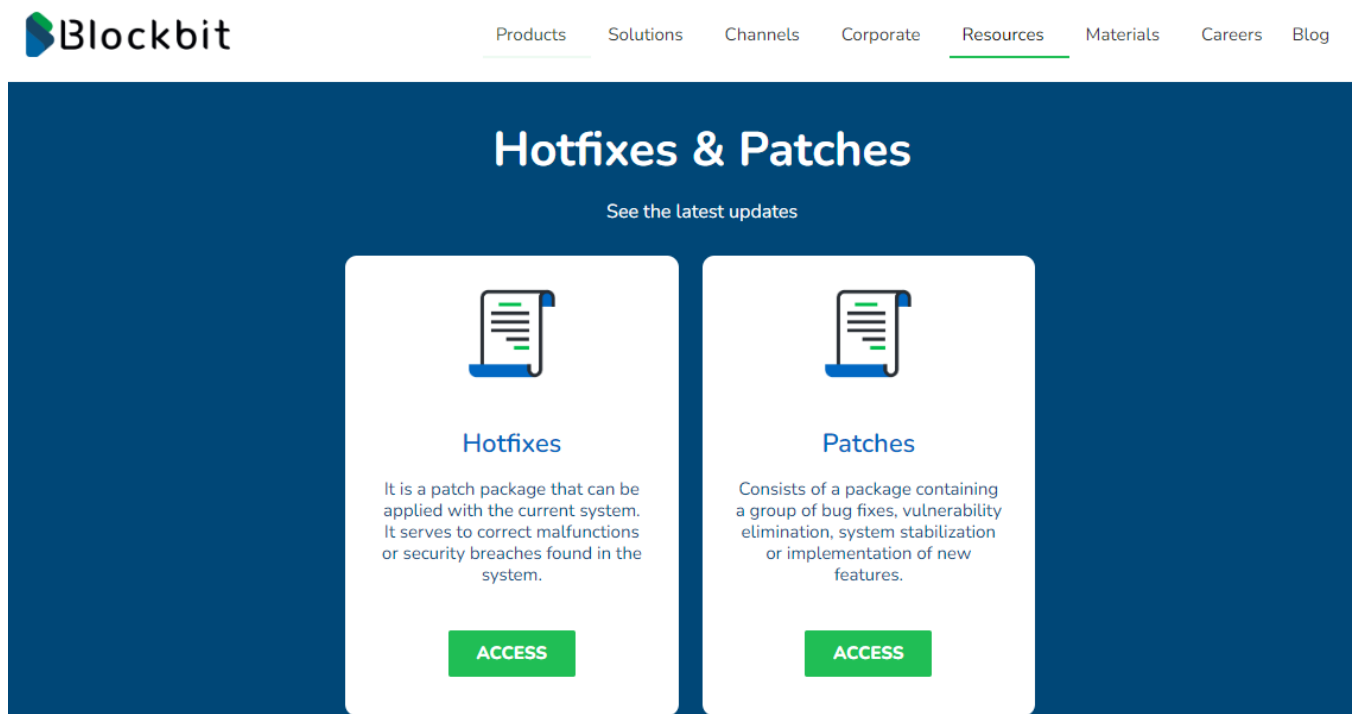 Blockbit
Products Solutions Channels Corporate Resources Materials Careers Blog
Hotfixes & Patches
See the latest updates
Hotfixes
It is a patch package that can be
applied with the current system.
It serves to correct malfunctions
or security breaches found in the
system.
ACCESS
Patches
Consists of a package containing
a group of bug fixes, vulnerability
elimination, system stabilization
or implementation of new
features.
ACCESS